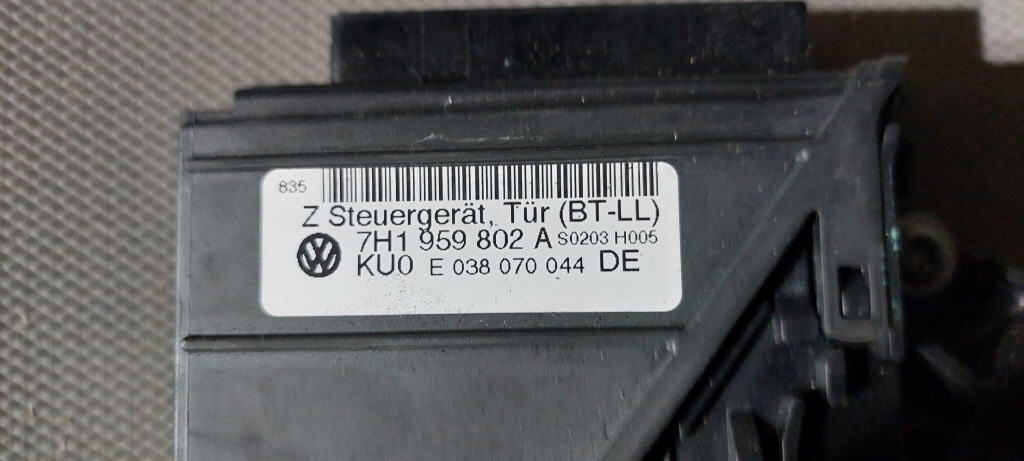 835
Z Steuergerät, Tür (BT-LL)
7H1 959 802 A S0203 H005
KU0 E 038 070 044 DE